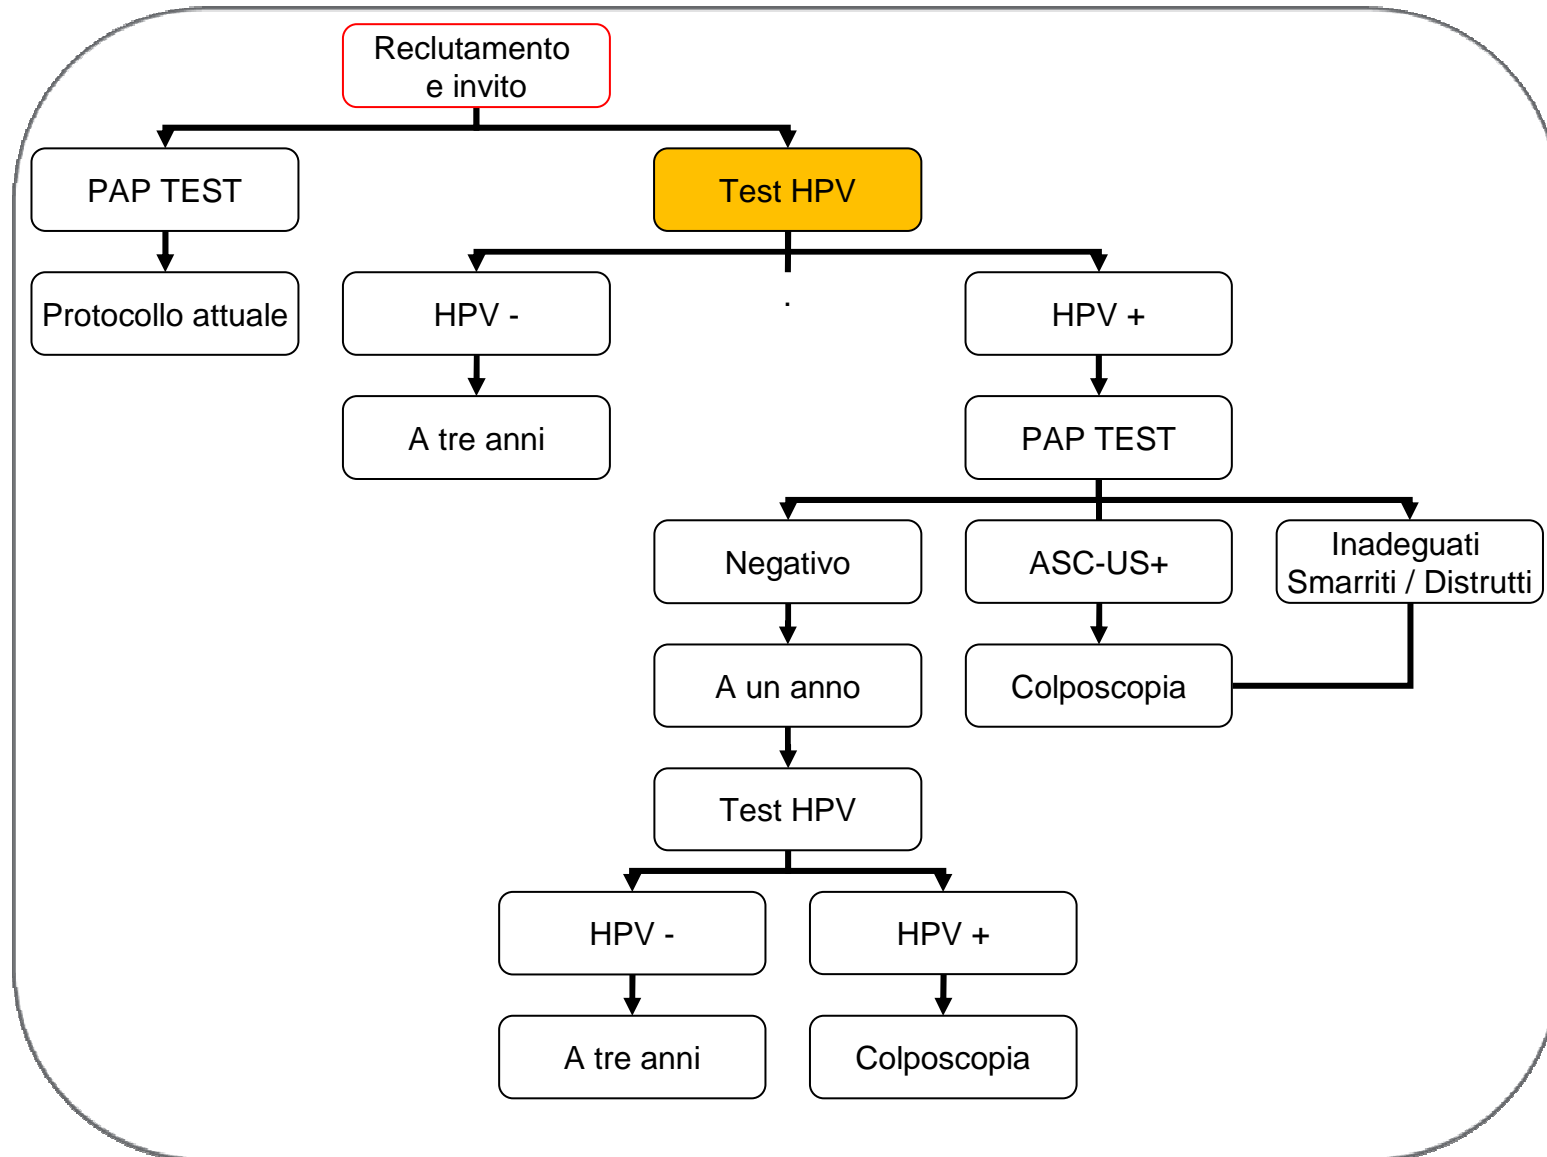 Reclutamento
e invito
PAP TEST
Test HPV
Protocollo attuale
HPV -
.
HPV +
A tre anni
PAP TEST
Negativo
ASC-US+
Inadeguati
Smarriti / Distrutti
A un anno
Colposcopia
Test HPV
HPV -
HPV +
A tre anni
Colposcopia